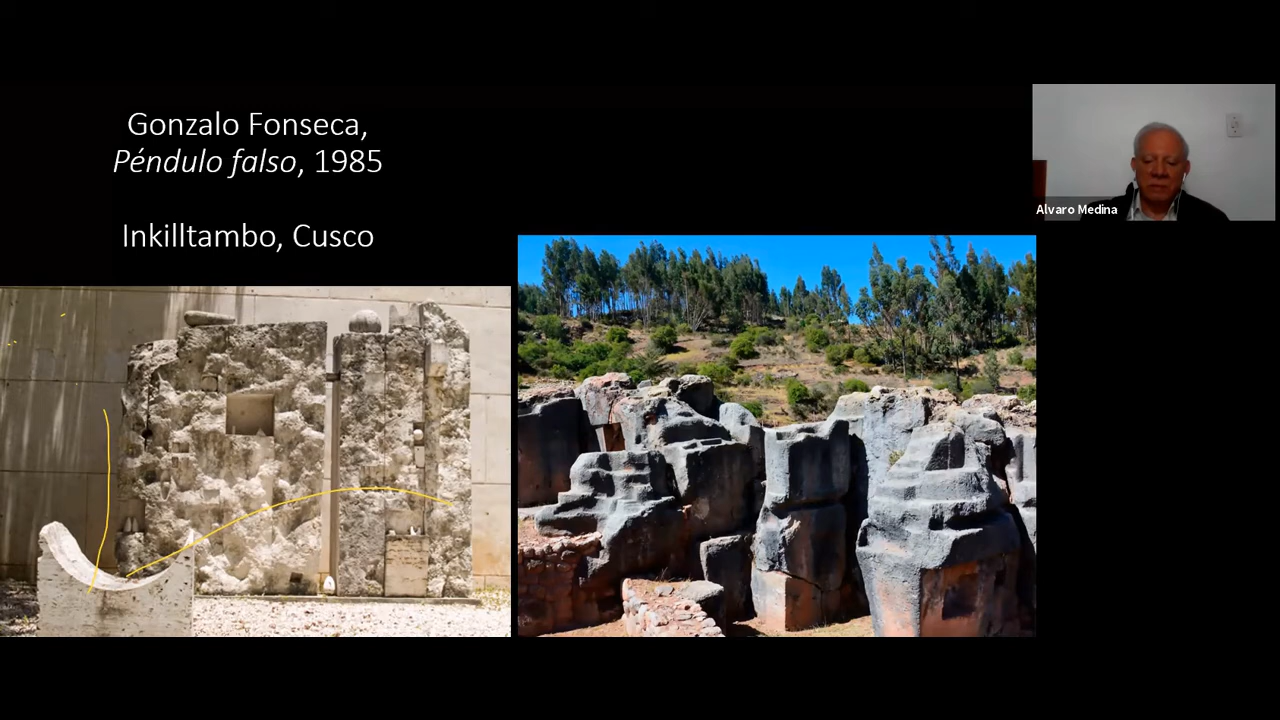 Gonzalo Fonseca,
Péndulo falso, 1985
Inkilltambo, Cusco
Alvaro Medina